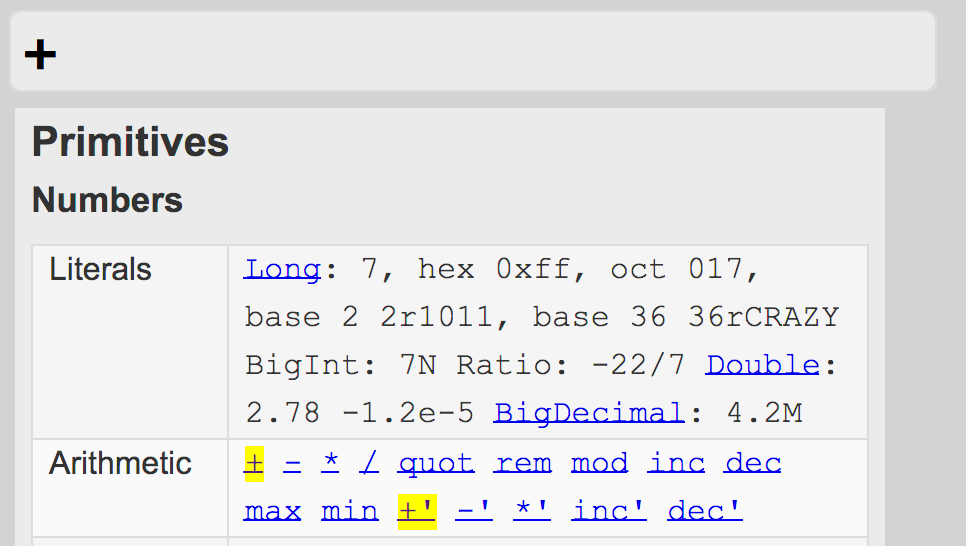 +
Primitives
Numbers
Literals
Long: 7, hex 0xff, oct 017,
base 2 2r1011, base 36 36rCRAZY
BigInt: 7N Ratio: -22/7 Double:
2.78 -1.2e-5 BigDecimal: 4.2M
Arithmetic
+ - * / quot rem mod inc dec
max min +' -' *' inc' dec'